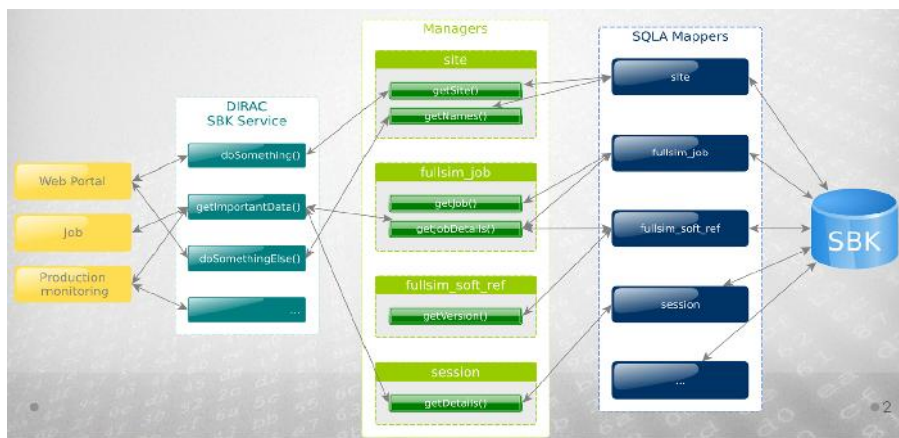 Web Portal
Job
Production
monitoring
DIRAC
SBK Service
doSomething()
getImportantData()
doSomethingElse()
...
Managers
site
getSite()
getNames()
fullsim_job
getJob()
getJobDetails()
fullsim_soft_ref
getVersion()
session
getDetails()
SQLA Mappers
site
fullsim_job
fullsim_soft_ref
session
...
SBK
2